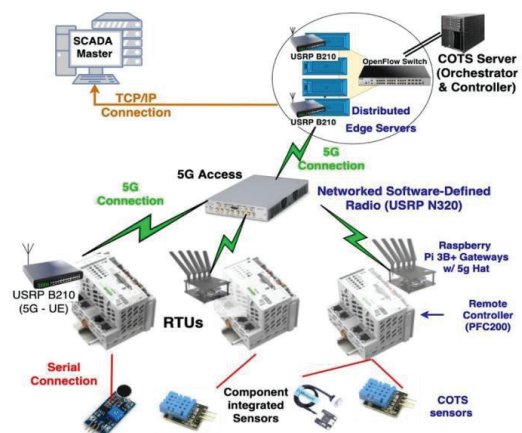 SCADA
Master
TCP/IP
Connection
USRP B210
OpenFlow Switch
USRP B210
Distributed
Edge Servers
COTS Server
(Orchestrator
& Controller)
5G
Connection
5G Access
5G
Connection
Networked Software-Defined
Radio (USRP N320)
USRP B210
(5G - UE)
RTUs
Raspberry
Pi 3B+ Gateways
w/ 5g Hat
Remote
Controller
(PFC200)
Serial
Connection
Component
integrated
Sensors
COTS
sensors